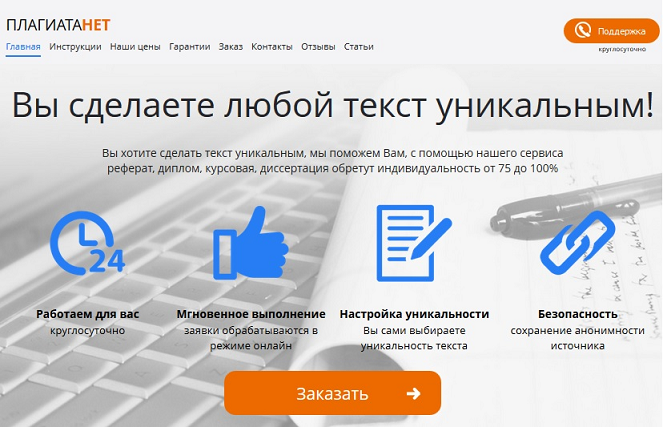 ПЛАГИАТАНЕТ
Поддержка
круглосуточно
Главная Инструкции Наши цены Гарантии Заказ Контакты Отзывы Статьи
Вы сделаете любой текст уникальным!
Вы хотите сделать текст уникальным, мы поможем Вам, с помощью нашего сервиса
реферат, диплом, курсовая, диссертация обретут индивидуальность от 75 до 100%
24
Работаем для вас
круглосуточно
Мгновенное выполнение
заявки обрабатываются в
режиме онлайн
Настройка уникальности
Вы сами выбираете
уникальность текста
Безопасность
сохранение анонимности
источника
Заказать